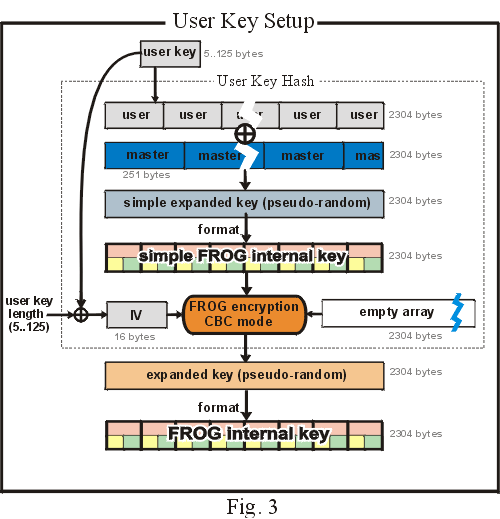 User Key Setup
user key
5..125 bytes
User Key Hash
user user user user user
2304 bytes
master master master mas
2304 bytes
251 bytes
simple expanded key (pseudo-random)
2304 bytes
format
simple FROG internal key
2304 bytes
user key
length
(5..125)
IV
16 bytes
FROG encryption
CBC mode
empty array
2304 bytes
expanded key (pseudo-random)
2304 bytes
format
FROG internal key
2304 bytes
Fig. 3